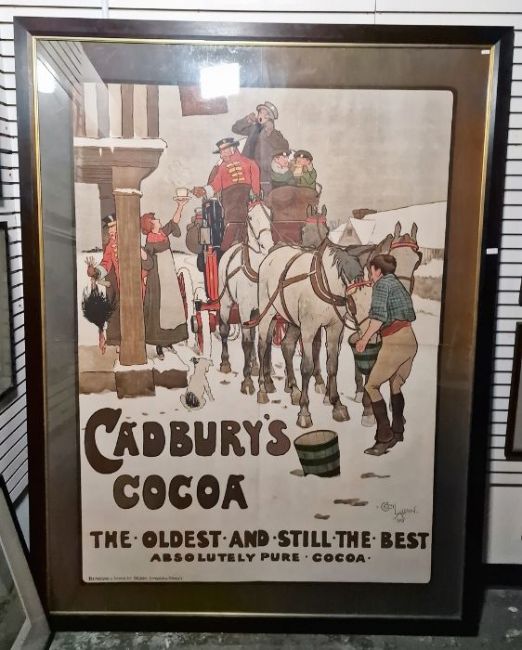 CADBURY'S
COCOA
THE·OLDEST·AND·STILL·THE·BEST
ABSOLUTELY PURE·COCOA·